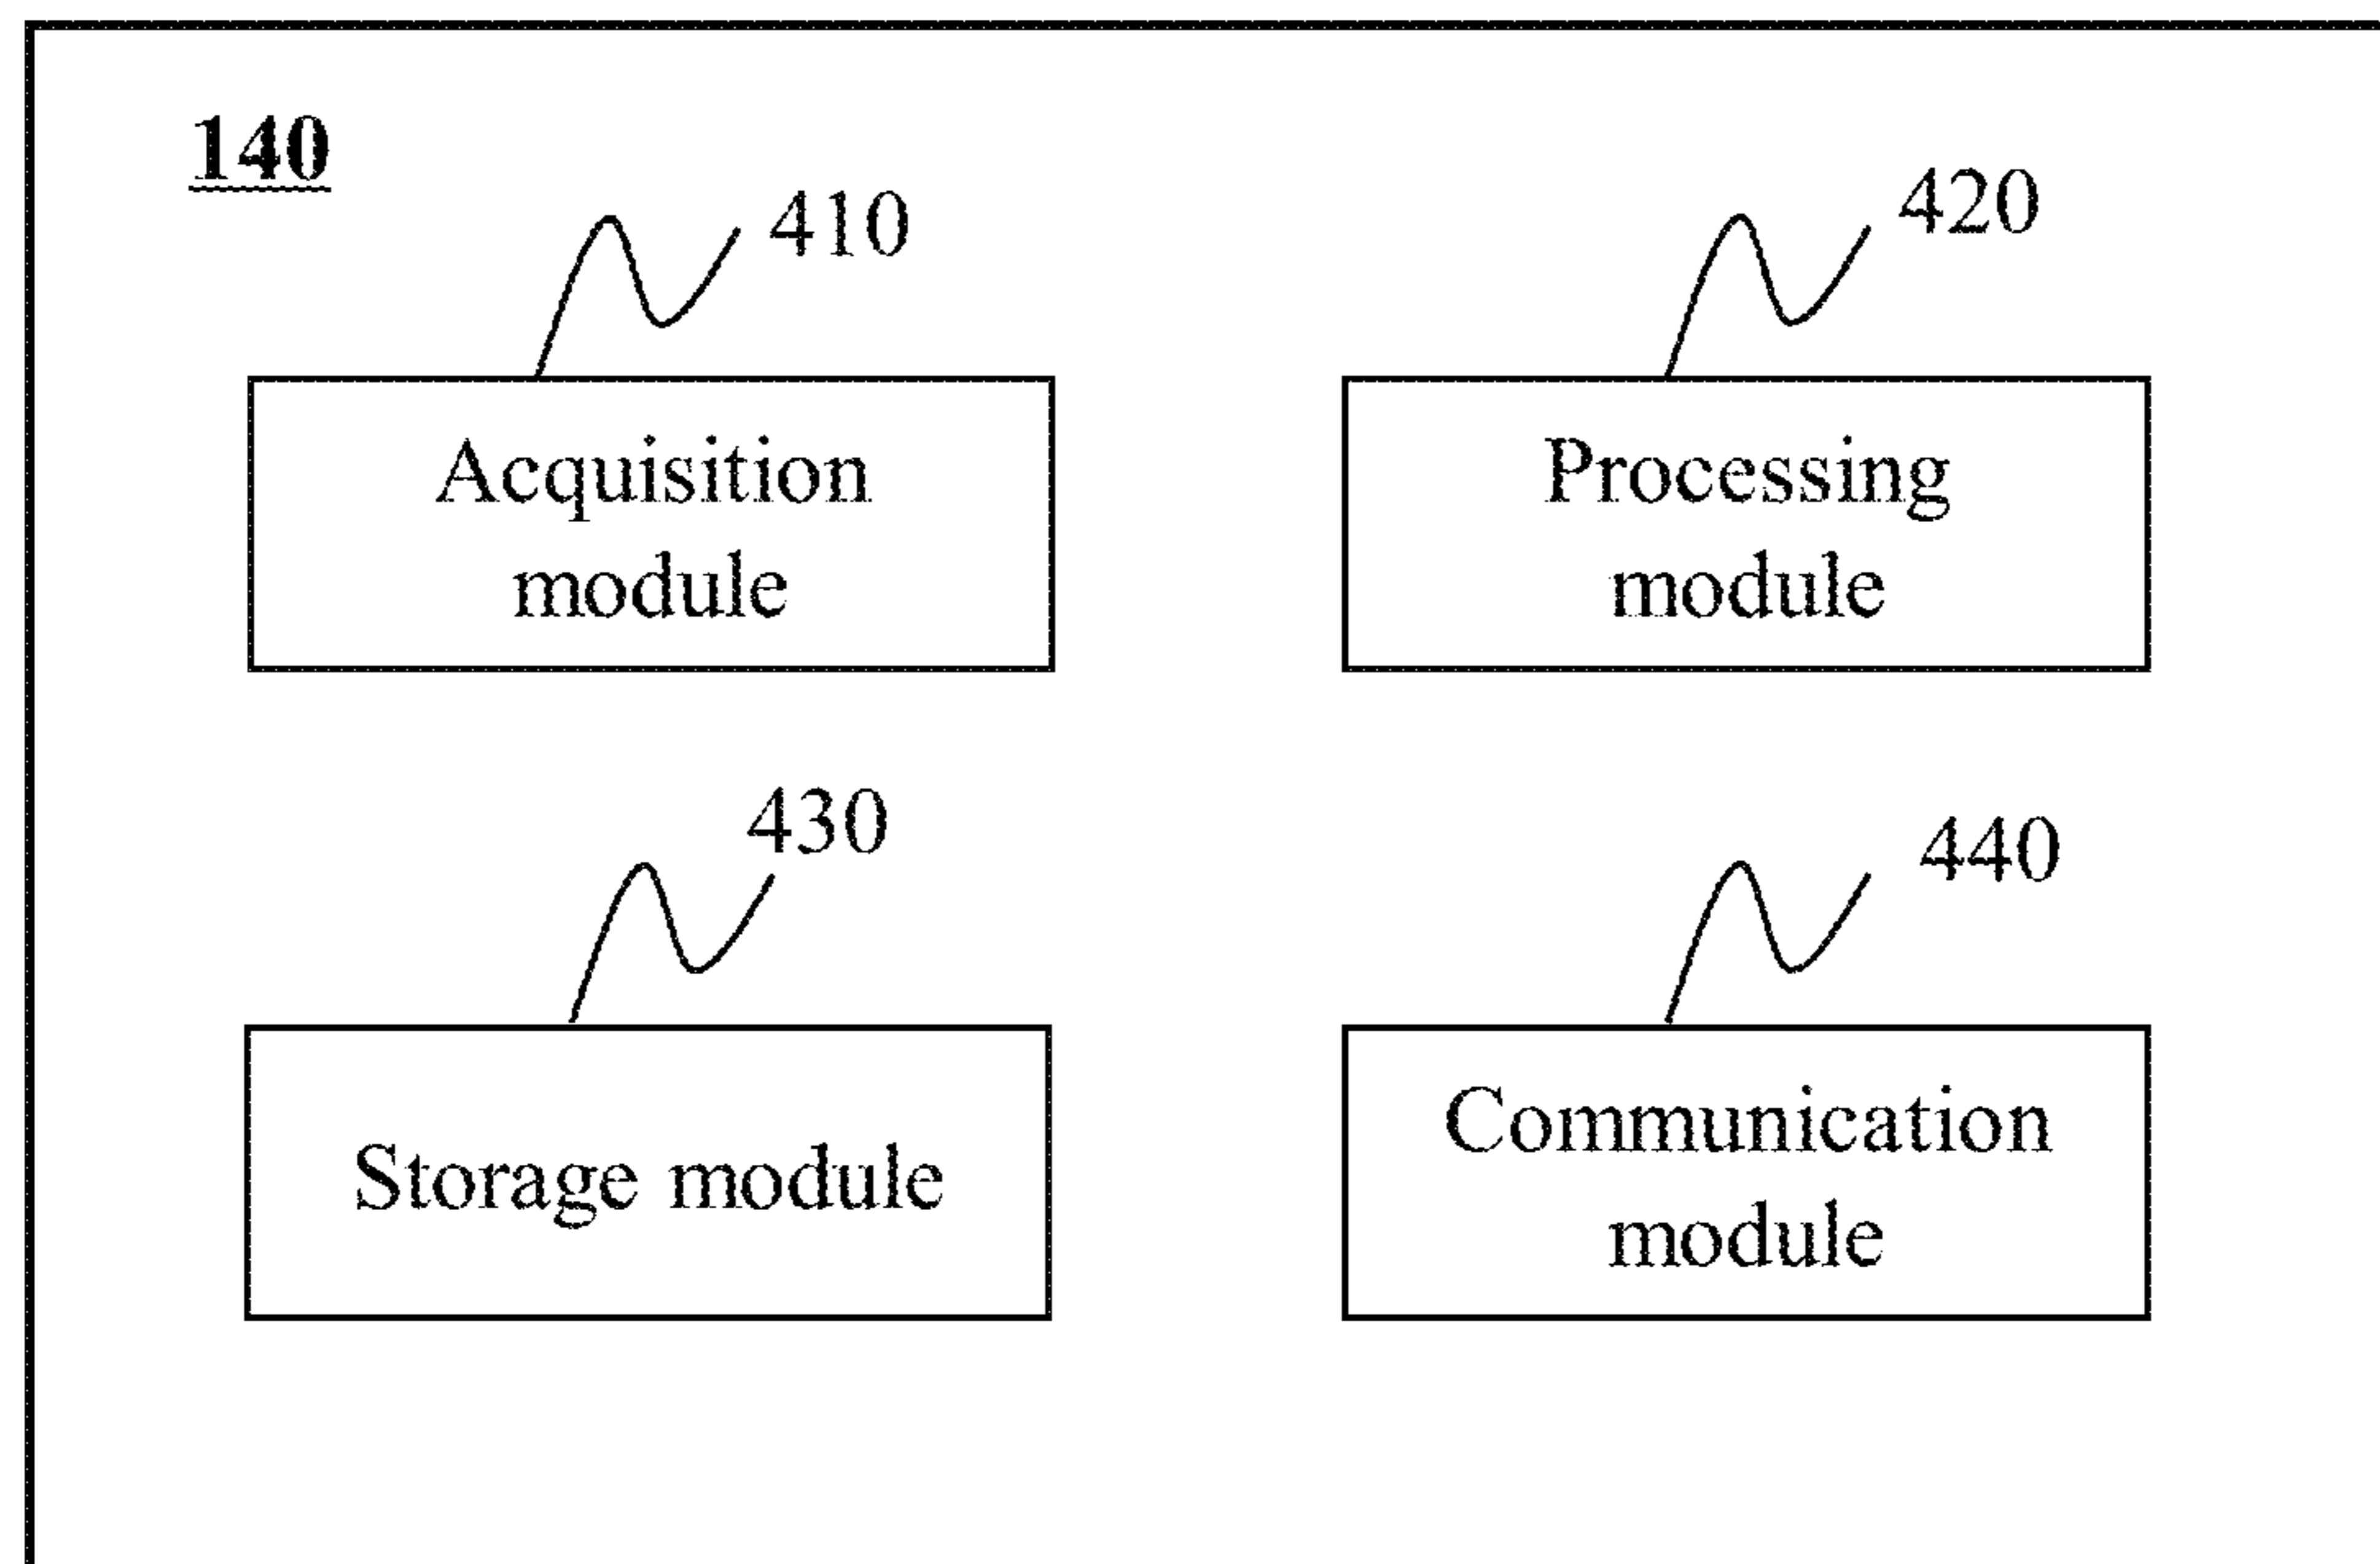 140
410
420
Acquisition
module
Processing
module
430
440
Storage module
Communication
module